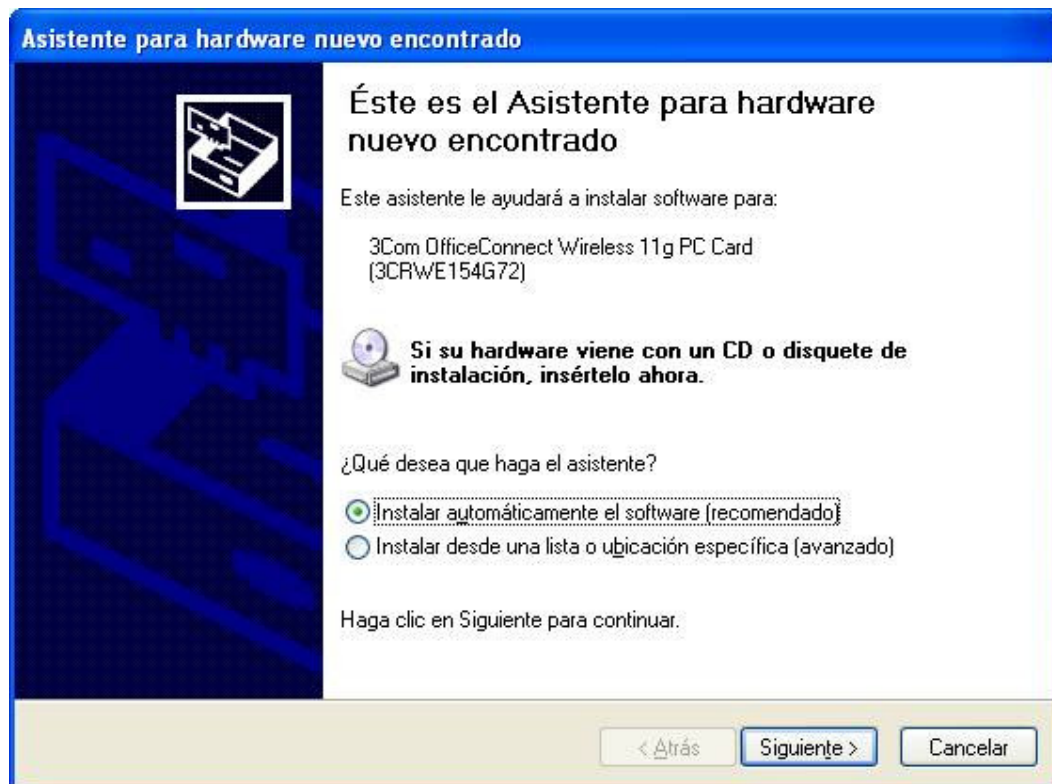 Asistente para hardware nuevo encontrado
Éste es el Asistente para hardware
nuevo encontrado
Este asistente le ayudará a instalar software para:
3Com OfficeConnect Wireless 11g PC Card
(3CRWE154G72)
Si su hardware viene con un CD o disquete de
instalación, insértelo ahora.
¿Qué desea que haga el asistente?
Instalar automáticamente el software (recomendado)
Instalar desde una lista o ubicación específica (avanzado)
Haga clic en Siguiente para continuar.
< Atrás Siguiente > Cancelar